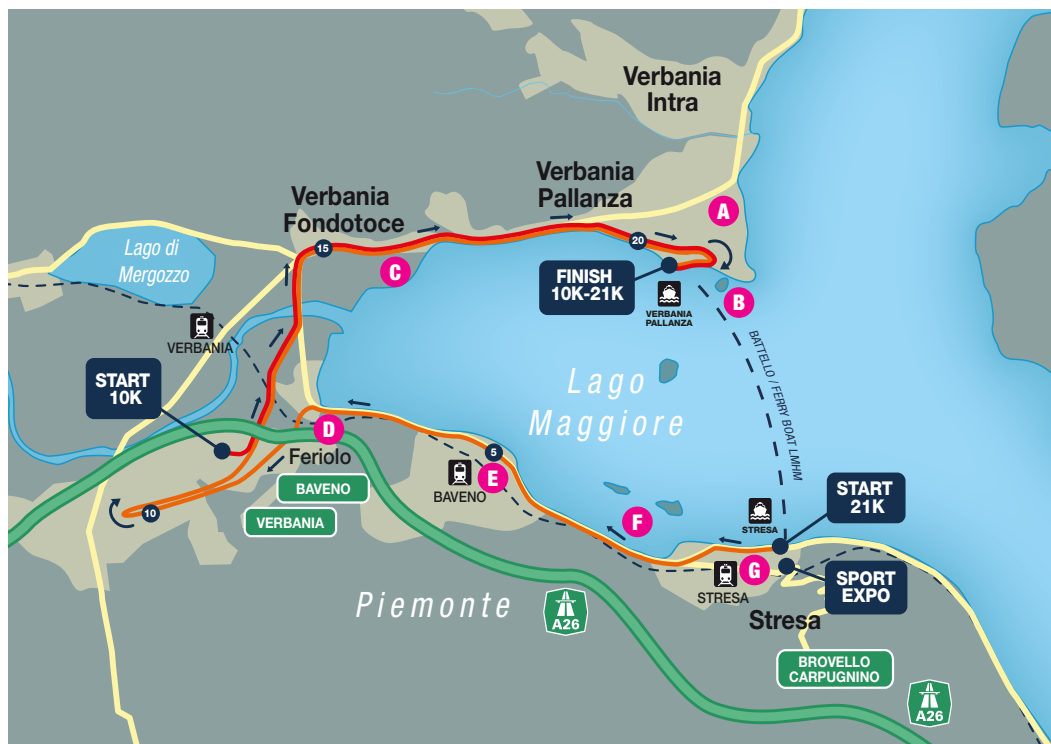 Verbania
Intra
Verbania
Pallanza
Verbania
Fondotoce
A
Lago di
Mergozzo
15
20
C
FINISH
10K-21K
B
VERBANIA
PALLANZA
VERBANIA
BATTELLO / FERRY BOAT LMHM
START
10K
Lago
Maggiore
D
Feriolo
5
E
BAVENO
BAVENO
VERBANIA
10
F
START
21K
STRESA
G
STRESA
SPORT
EXPO
Piemonte
A26
Stresa
BROVELLO
CARPUGNINO
A26